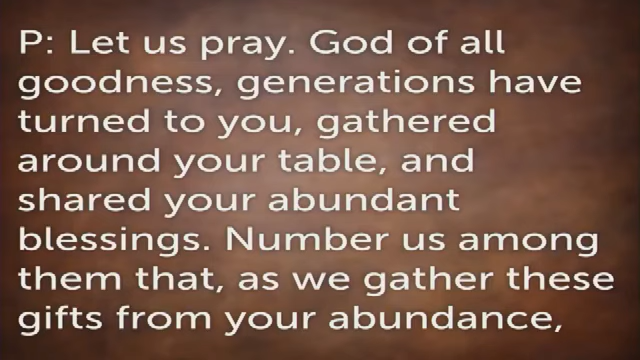 P: Let us pray. God of all
goodness, generations have
turned to you, gathered
around your table, and
shared your abundant
blessings. Number us among
them that, as we gather these
gifts from your abundance,